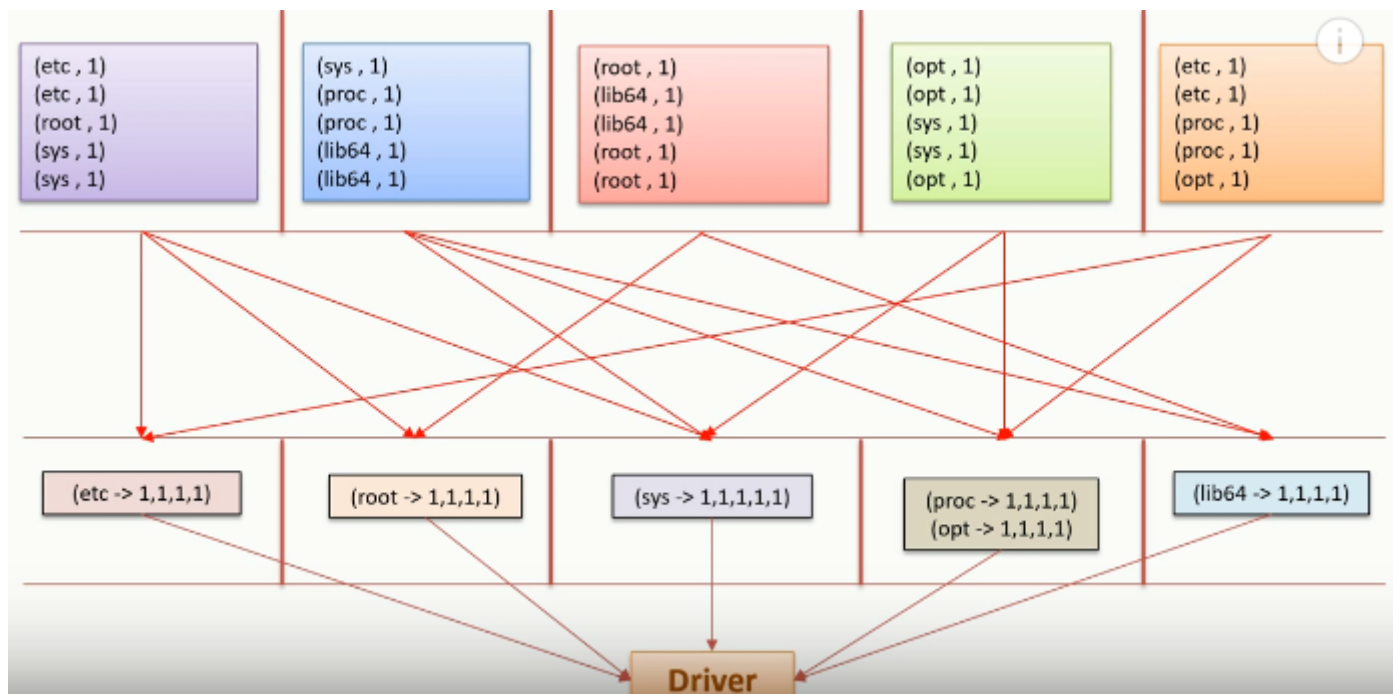 (etc , 1)
(etc , 1)
(root , 1)
(sys , 1)
(sys , 1)
(sys , 1)
(proc , 1)
(proc , 1)
(lib64 , 1)
(lib64 , 1)
(root , 1)
(lib64 , 1)
(lib64 , 1)
(root , 1)
(root , 1)
(opt , 1)
(opt , 1)
(sys , 1)
(sys , 1)
(opt , 1)
(etc , 1)
(etc , 1)
(proc , 1)
(proc , 1)
(opt , 1)
i
(etc -> 1,1,1,1)
(root -> 1,1,1,1)
(sys -> 1,1,1,1,1)
(proc -> 1,1,1,1)
(opt -> 1,1,1,1)
(lib64 -> 1,1,1,1)
Driver